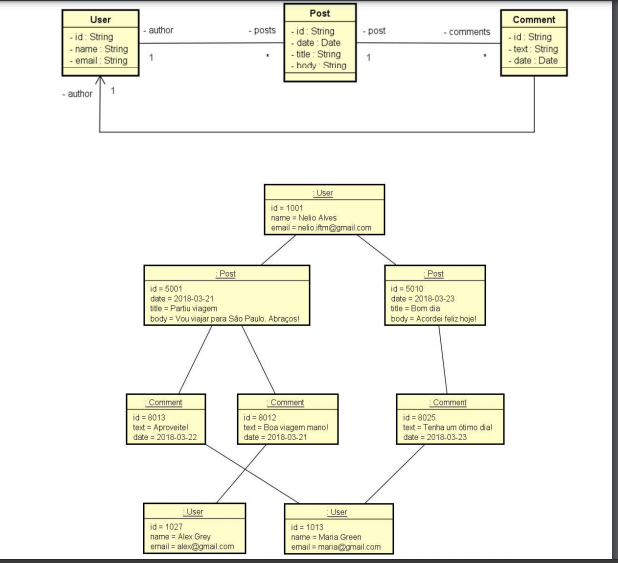 User
- id : String
- name : String
- email : String
- author
1
- posts
*
Post
- id : String
- date : Date
- title : String
- body : String
- post
1
- comments
*
Comment
- id : String
- text : String
- date : Date
- author
1
: User
id = 1001
name = Nelio Alves
email = nelio.iftm@gmail.com
: Post
id = 5001
date = 2018-03-21
title = Partiu viagem
body = Vou viajar para São Paulo. Abraços!
: Post
id = 5010
date = 2018-03-23
title = Bom dia
body = Acordei feliz hoje!
: Comment
id = 8013
text = Aproveite!
date = 2018-03-22
: Comment
id = 8012
text = Boa viagem mano!
date = 2018-03-21
: Comment
id = 8025
text = Tenha um ótimo dia!
date = 2018-03-23
: User
id = 1027
name = Alex Grey
email = alex@gmail.com
: User
id = 1013
name = Maria Green
email = maria@gmail.com